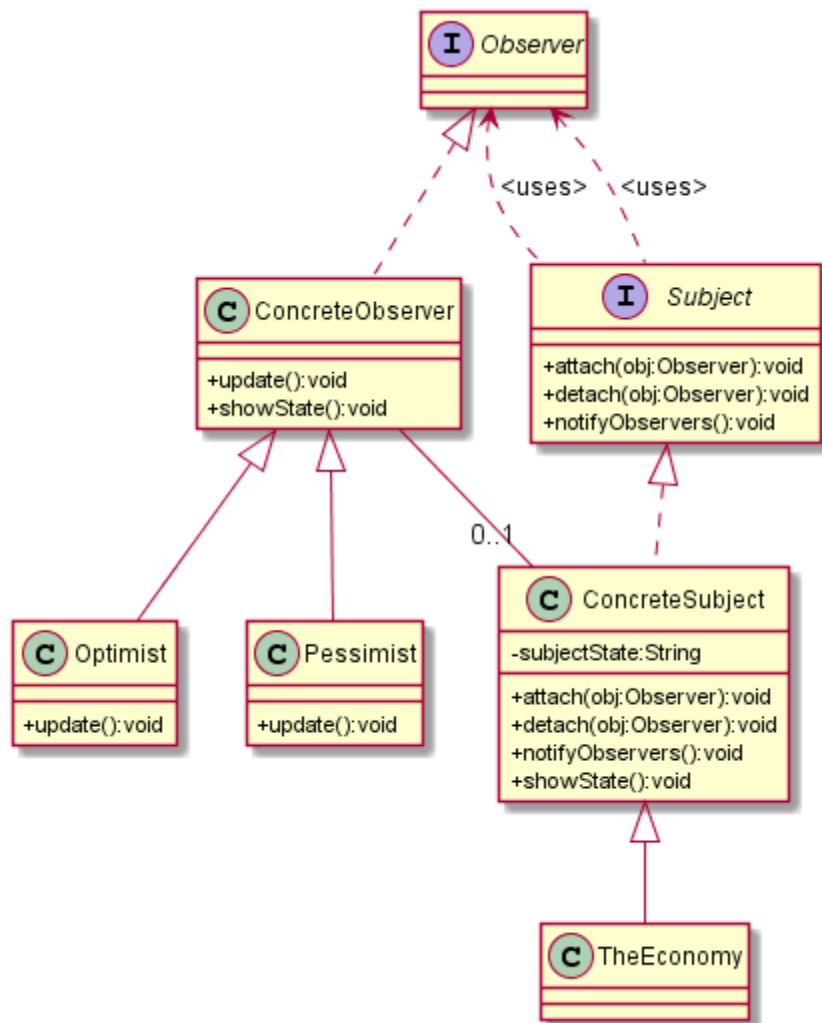 I Observer
<uses> <uses>
C ConcreteObserver
+update():void
+showState():void
I Subject
+attach(obj:Observer):void
+detach(obj:Observer):void
+notifyObservers():void
0..1
C Optimist
+update():void
C Pessimist
+update():void
C ConcreteSubject
-subjectState:String
+attach(obj:Observer):void
+detach(obj:Observer):void
+notifyObservers():void
+showState():void
C TheEconomy